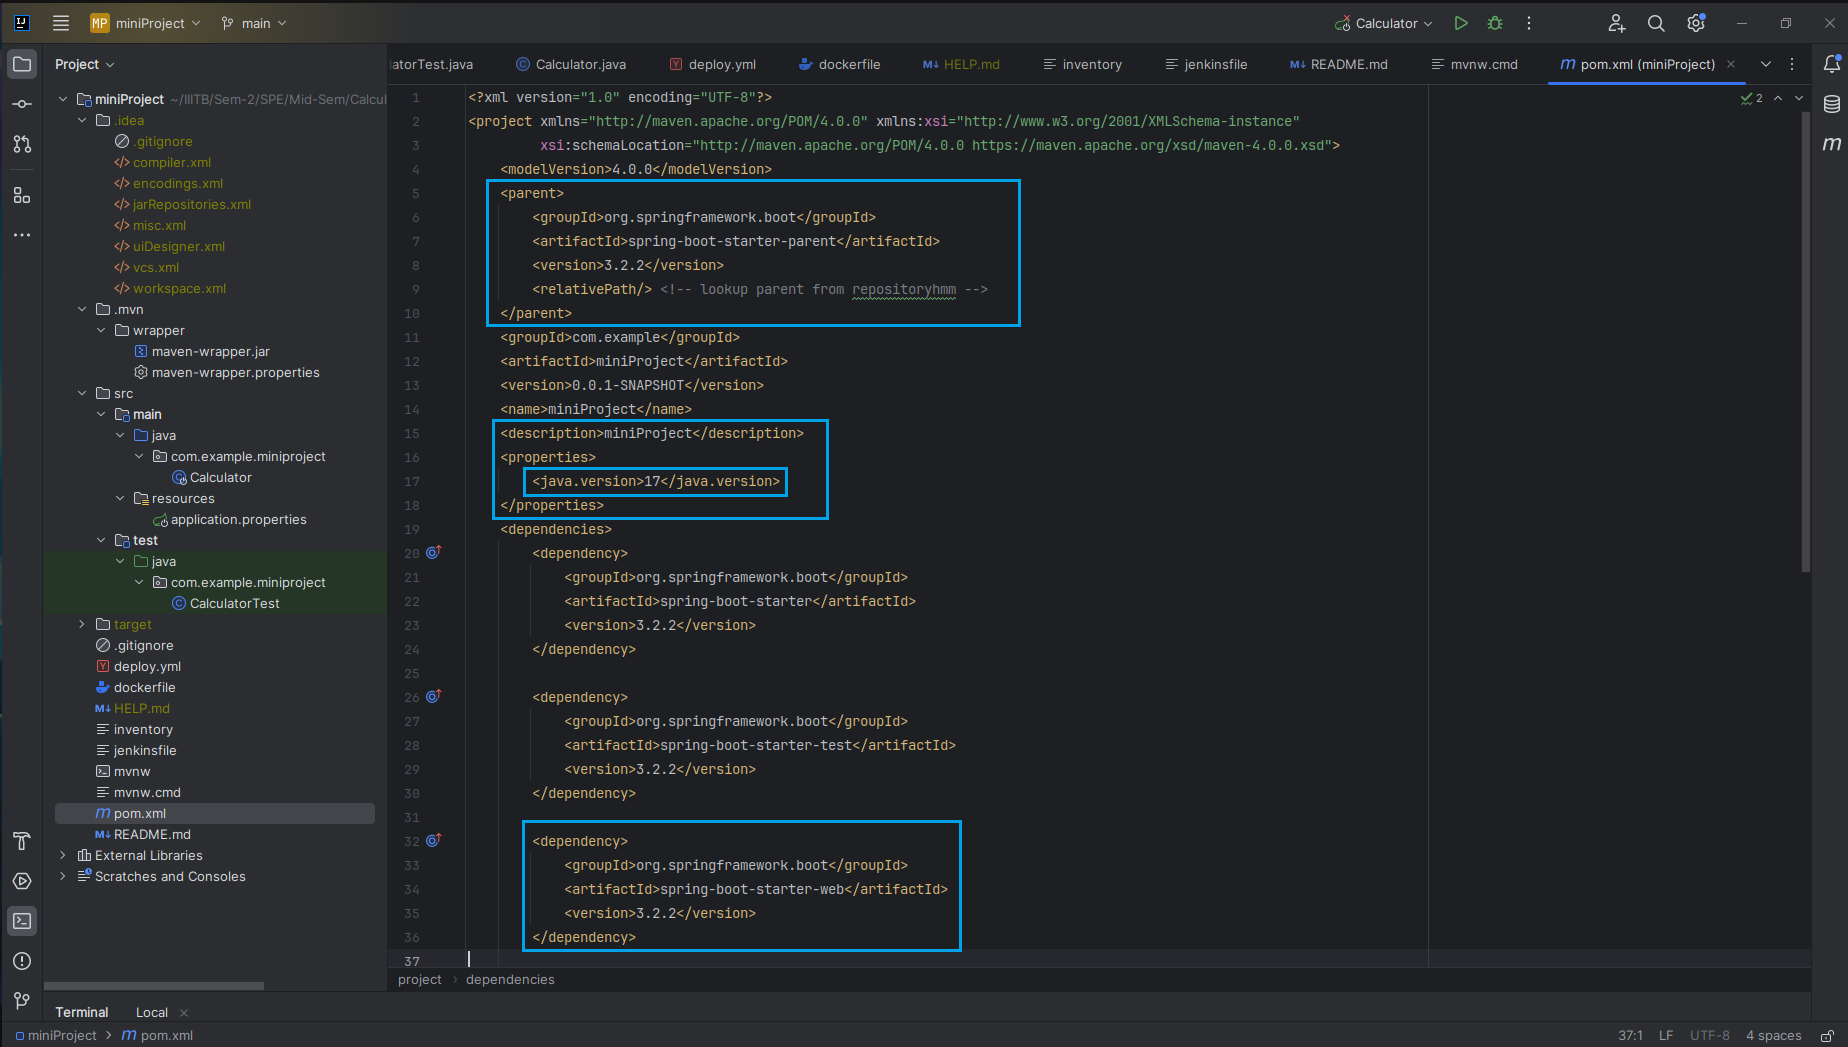 MP miniProject main Calculator
Project
miniProject ~/IIITB/Sem-2/SPE/Mid-Sem/Calcul
.idea
.gitignore
compiler.xml
encodings.xml
jarRepositories.xml
misc.xml
uiDesigner.xml
vcs.xml
workspace.xml
.mvn
wrapper
maven-wrapper.jar
maven-wrapper.properties
src
main
java
com.example.miniproject
Calculator
resources
application.properties
test
java
com.example.miniproject
CalculatorTest
target
.gitignore
deploy.yml
dockerfile
HELP.md
inventory
jenkinsfile
mvnw
mvnw.cmd
pom.xml
README.md
External Libraries
Scratches and Consoles
latorTest.java Calculator.java deploy.yml dockerfile HELP.md inventory jenkinsfile README.md mvnw.cmd pom.xml (miniProject)
2
1 <?xml version="1.0" encoding="UTF-8"?>
2 <project xmlns="http://maven.apache.org/POM/4.0.0" xmlns:xsi="http://www.w3.org/2001/XMLSchema-instance"
3 xsi:schemaLocation="http://maven.apache.org/POM/4.0.0 https://maven.apache.org/xsd/maven-4.0.0.xsd">
4 <modelVersion>4.0.0</modelVersion>
5 <parent>
6 <groupId>org.springframework.boot</groupId>
7 <artifactId>spring-boot-starter-parent</artifactId>
8 <version>3.2.2</version>
9 <relativePath/> <!-- lookup parent from repositoryhmm -->
10 </parent>
11 <groupId>com.example</groupId>
12 <artifactId>miniProject</artifactId>
13 <version>0.0.1-SNAPSHOT</version>
14 <name>miniProject</name>
15 <description>miniProject</description>
16 <properties>
17 <java.version>17</java.version>
18 </properties>
19 <dependencies>
20 <dependency>
21 <groupId>org.springframework.boot</groupId>
22 <artifactId>spring-boot-starter</artifactId>
23 <version>3.2.2</version>
24 </dependency>
25
26 <dependency>
27 <groupId>org.springframework.boot</groupId>
28 <artifactId>spring-boot-starter-test</artifactId>
29 <version>3.2.2</version>
30 </dependency>
31
32 <dependency>
33 <groupId>org.springframework.boot</groupId>
34 <artifactId>spring-boot-starter-web</artifactId>
35 <version>3.2.2</version>
36 </dependency>
37
project > dependencies
Terminal Local
miniProject > pom.xml 37:1 LF UTF-8 4 spaces